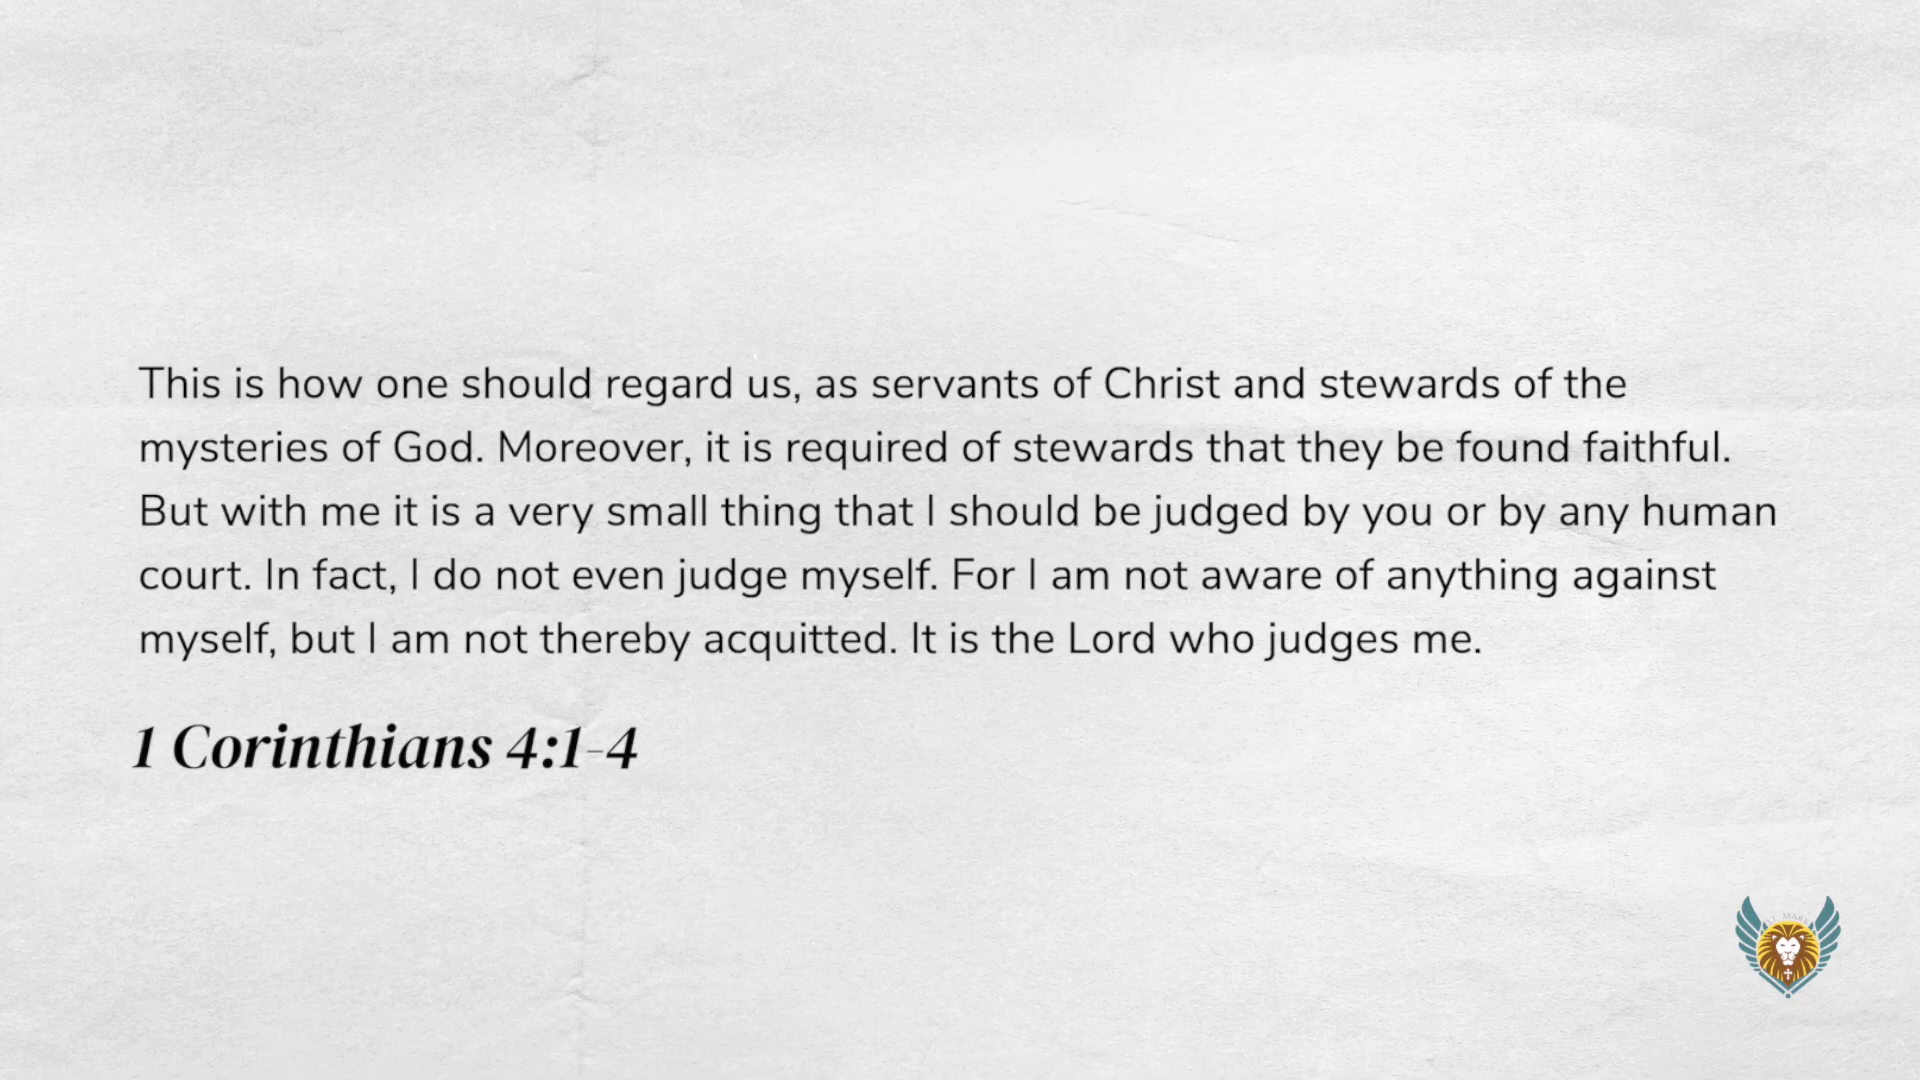 This is how one should regard us, as servants of Christ and stewards of the
mysteries of God. Moreover, it is required of stewards that they be found faithful.
But with me it is a very small thing that I should be judged by you or by any human
court. In fact, I do not even judge myself. For I am not aware of anything against
myself, but I am not thereby acquitted. It is the Lord who judges me.
1 Corinthians 4:1-4
ST. MARK